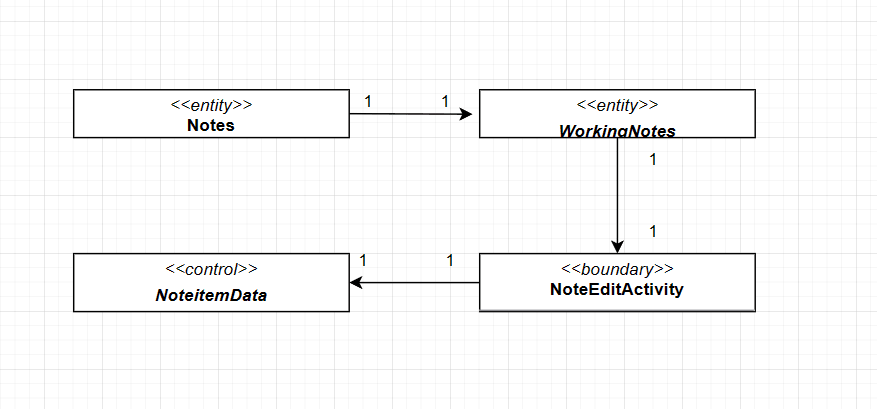 <<entity>>
Notes
1
1
<<entity>>
WorkingNotes
1
1
<<control>>
NoteitemData
1
1
<<boundary>>
NoteEditActivity